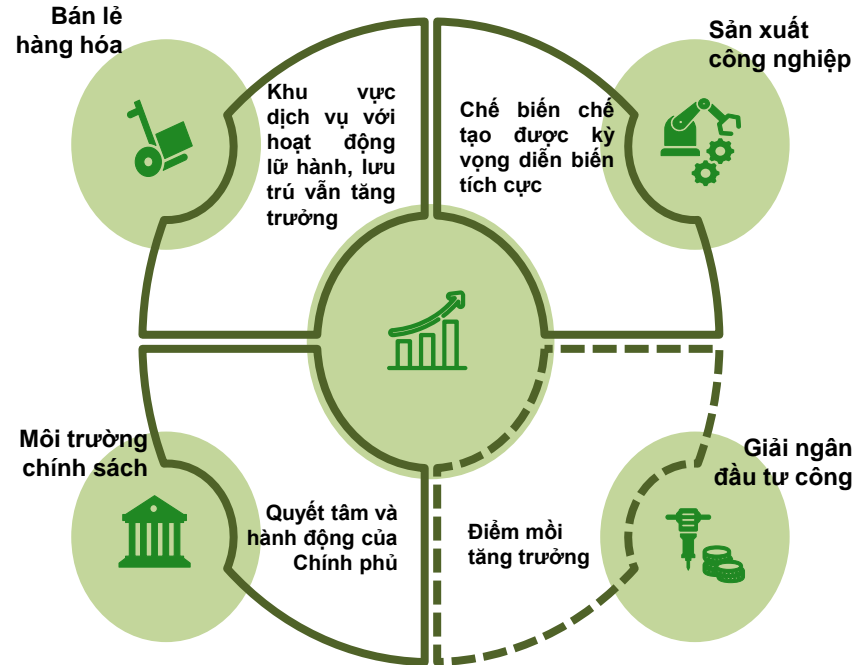 Bán lẻ
hàng hóa
Khu vực
dịch vụ với
hoạt động
lữ hành, lưu
trú vẫn tăng
trưởng
Sản xuất
công nghiệp
Chế biến chế
tạo được kỳ
vọng diễn biến
tích cực
Môi trường
chính sách
Quyết tâm và
hành động của
Chính phủ
Giải ngân
đầu tư công
Điểm mồi
tăng trưởng